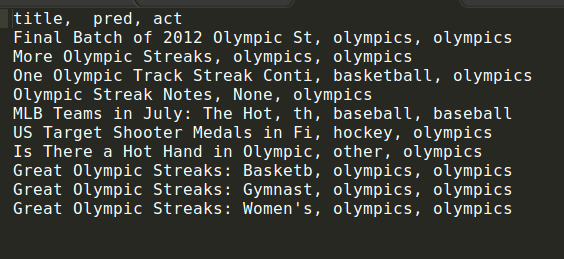 title,  pred, act
Final Batch of 2012 Olympic St, olympics, olympics
More Olympic Streaks, olympics, olympics
One Olympic Track Streak Conti, basketball, olympics
Olympic Streak Notes, None, olympics
MLB Teams in July: The Hot, th, baseball, baseball
US Target Shooter Medals in Fi, hockey, olympics
Is There a Hot Hand in Olympic, other, olympics
Great Olympic Streaks: Basketb, olympics, olympics
Great Olympic Streaks: Gymnast, olympics, olympics
Great Olympic Streaks: Women's, olympics, olympics